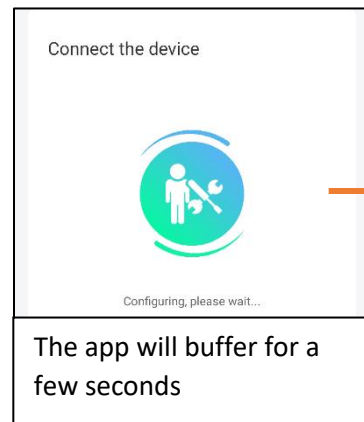 Connect the device
Configuring, please wait...
The app will buffer for a
few seconds